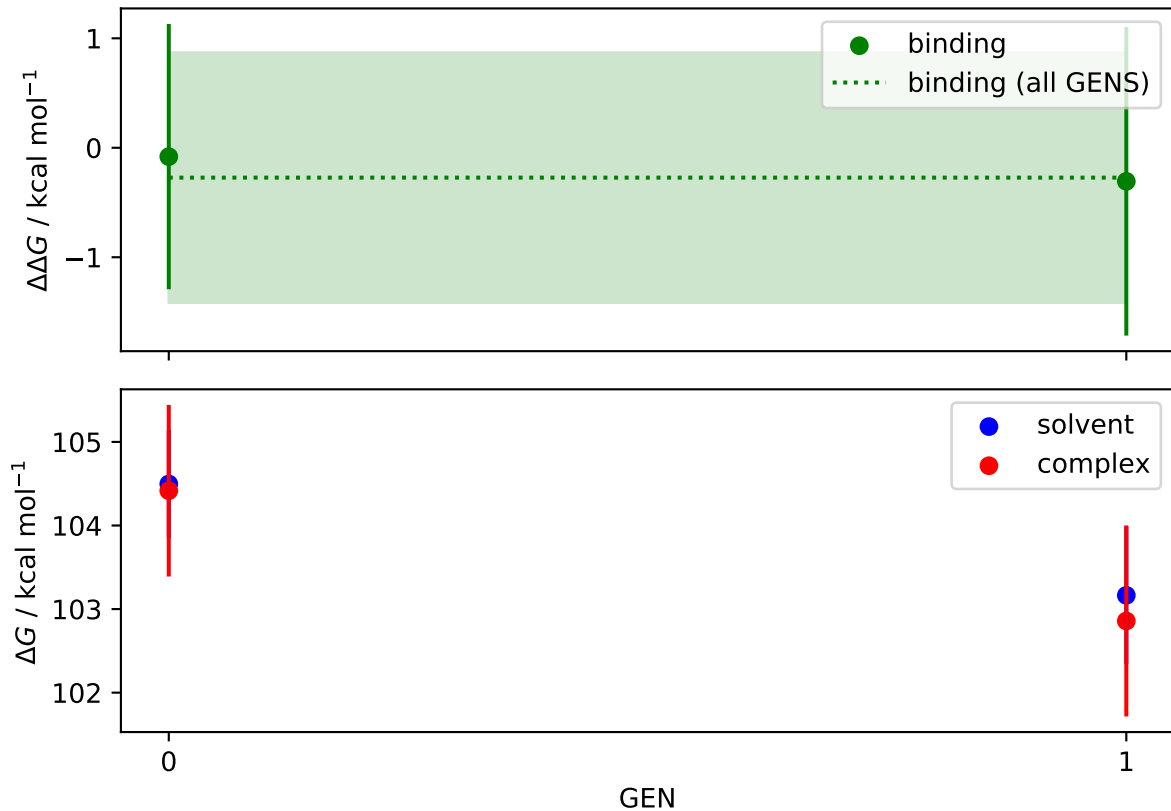 1
0
−1
ΔΔG / kcal mol⁻¹
binding
binding (all GENS)
105
104
103
102
ΔG / kcal mol⁻¹
solvent
complex
0
1
GEN